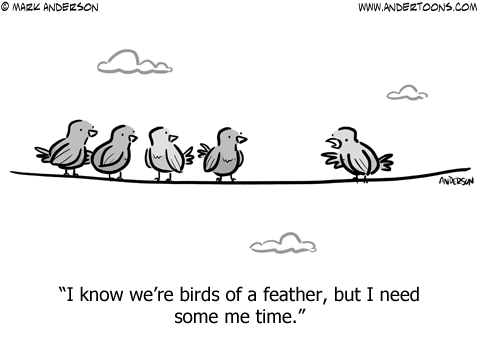 © MARK ANDERSON
WWW.ANDERTOONS.COM
ANDERSON
“I know we’re birds of a feather, but I need
some me time.”